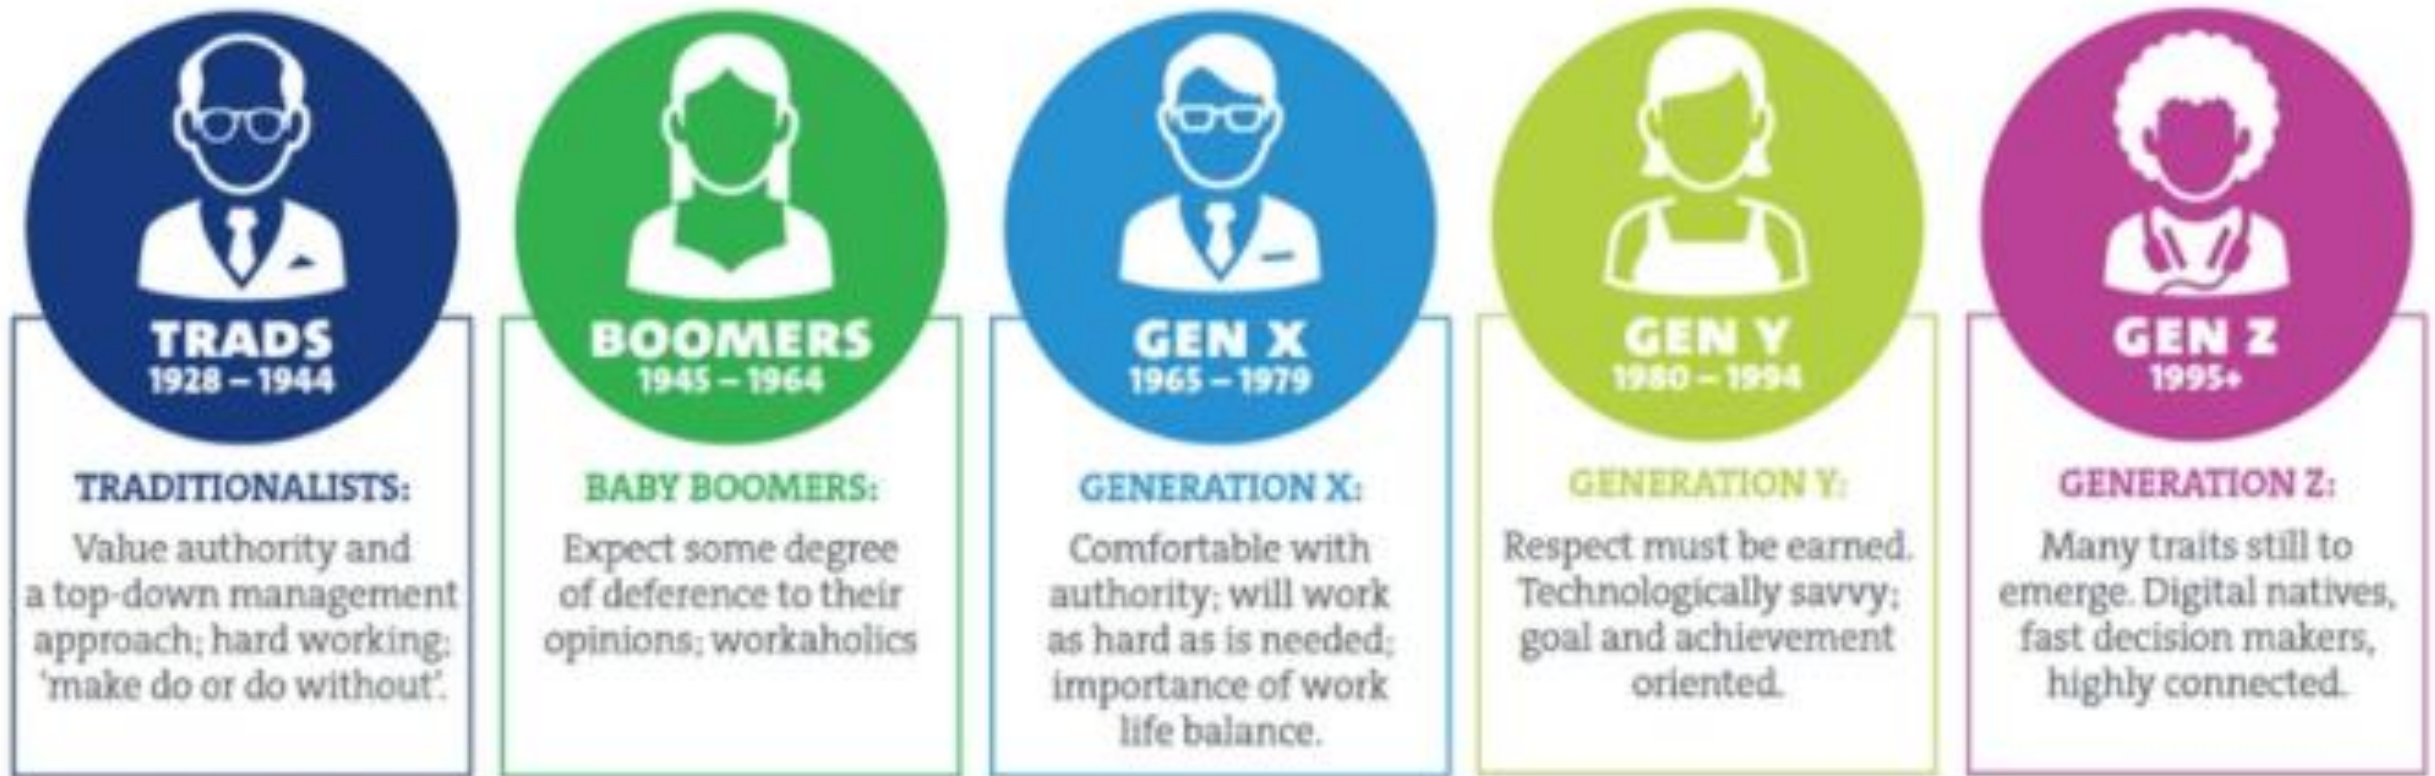 TRADS
1928 – 1944
TRADITIONALISTS:
Value authority and
a top-down management
approach; hard working;
'make do or do without'.
BOOMERS
1945 – 1964
BABY BOOMERS:
Expect some degree
of deference to their
opinions; workaholics
GEN X
1965 – 1979
GENERATION X:
Comfortable with
authority; will work
as hard as is needed;
importance of work
life balance.
GEN Y
1980 – 1994
GENERATION Y:
Respect must be earned.
Technologically savvy;
goal and achievement
oriented.
GEN Z
1995+
GENERATION Z:
Many traits still to
emerge. Digital natives,
fast decision makers,
highly connected.